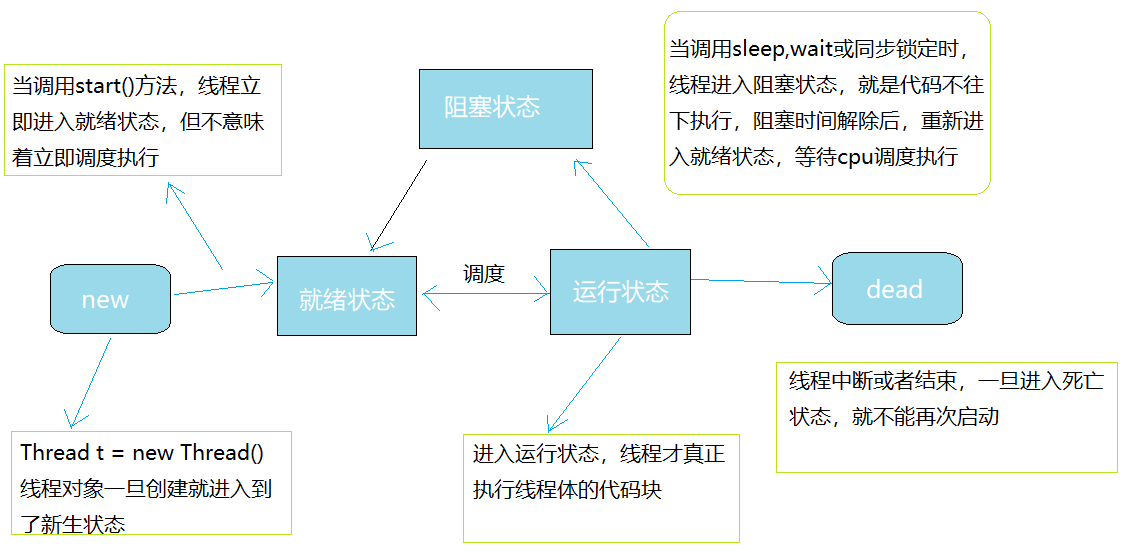 当调用start()方法，线程立
即进入就绪状态，但不意味
着立即调度执行
阻塞状态
当调用sleep,wait或同步锁定时，
线程进入阻塞状态，就是代码不往
下执行，阻塞时间解除后，重新进
入就绪状态，等待cpu调度执行
new
就绪状态
调度
运行状态
dead
Thread t = new Thread()
线程对象一旦创建就进入到
了新生状态
进入运行状态，线程才真正
执行线程体的代码块
线程中断或者结束，一旦进入死亡
状态，就不能再次启动